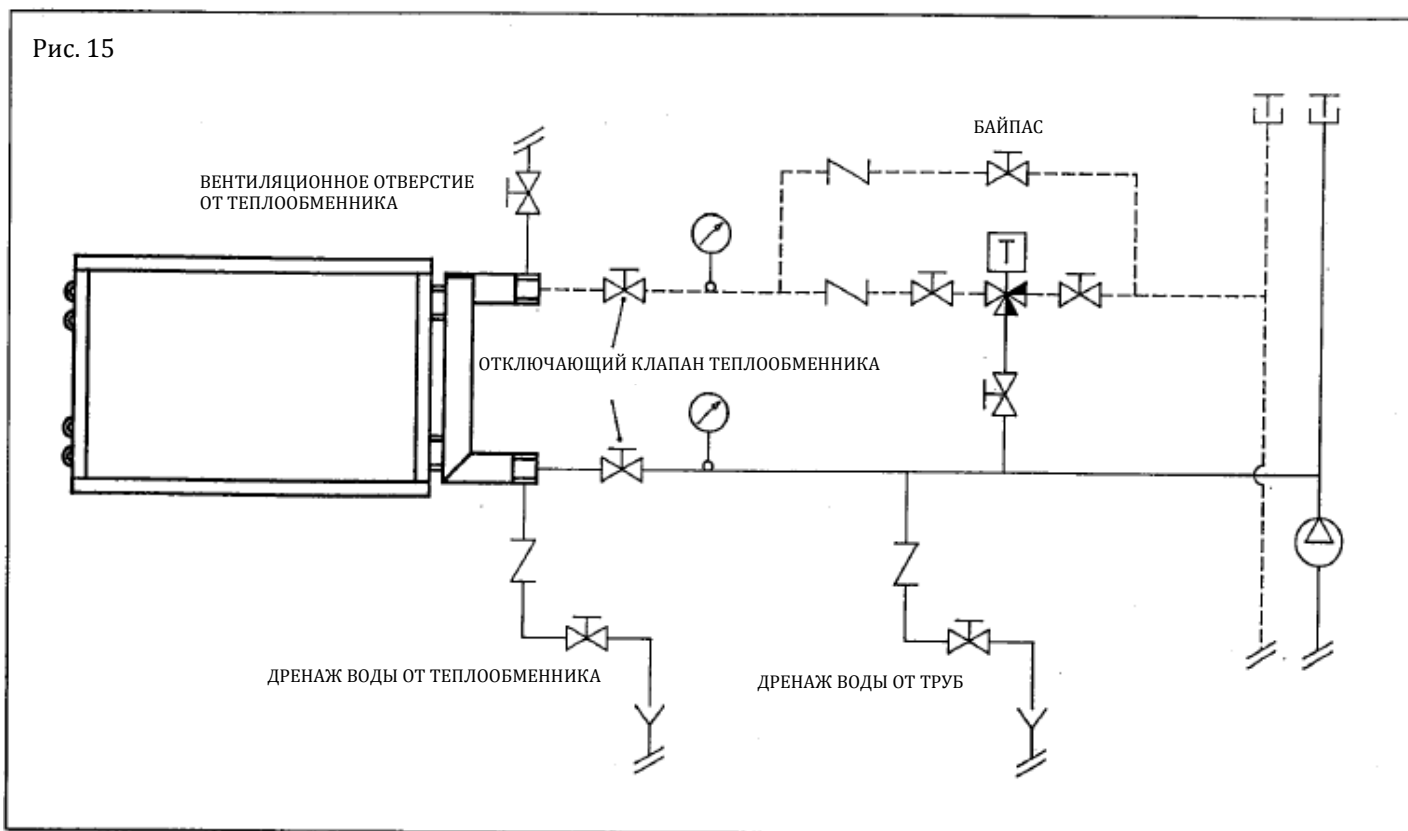 Рис. 15
БАЙПАС
ВЕНТИЛЯЦИОННОЕ ОТВЕРСТИЕ
ОТ ТЕПЛООБМЕННИКА
T
ОТКЛЮЧАЮЩИЙ КЛАПАН ТЕПЛООБМЕННИКА
ДРЕНАЖ ВОДЫ ОТ ТЕПЛООБМЕННИКА
ДРЕНАЖ ВОДЫ ОТ ТРУБ